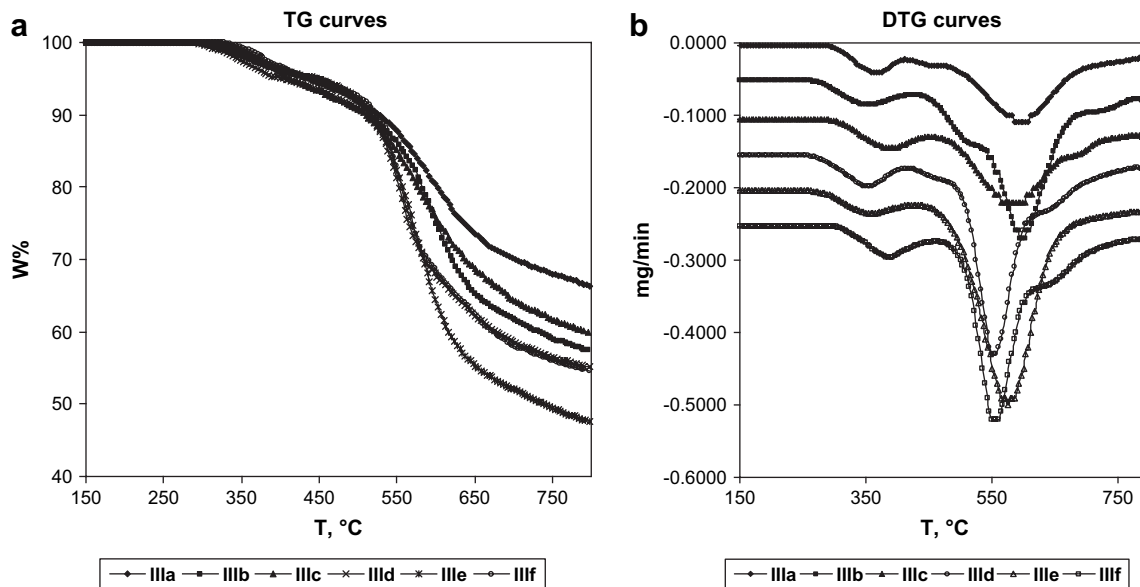 a
TG curves
100
90
80
70
60
50
40
W%
150 250 350 450 550 650 750
T, °C
IIIa IIIb IIIc IIId IIIe IIIf
b
DTG curves
0.0000
-0.1000
-0.2000
-0.3000
-0.4000
-0.5000
-0.6000
mg/min
150 350 550 750
T, °C
IIIa IIIb IIIc IIId IIIe IIIf